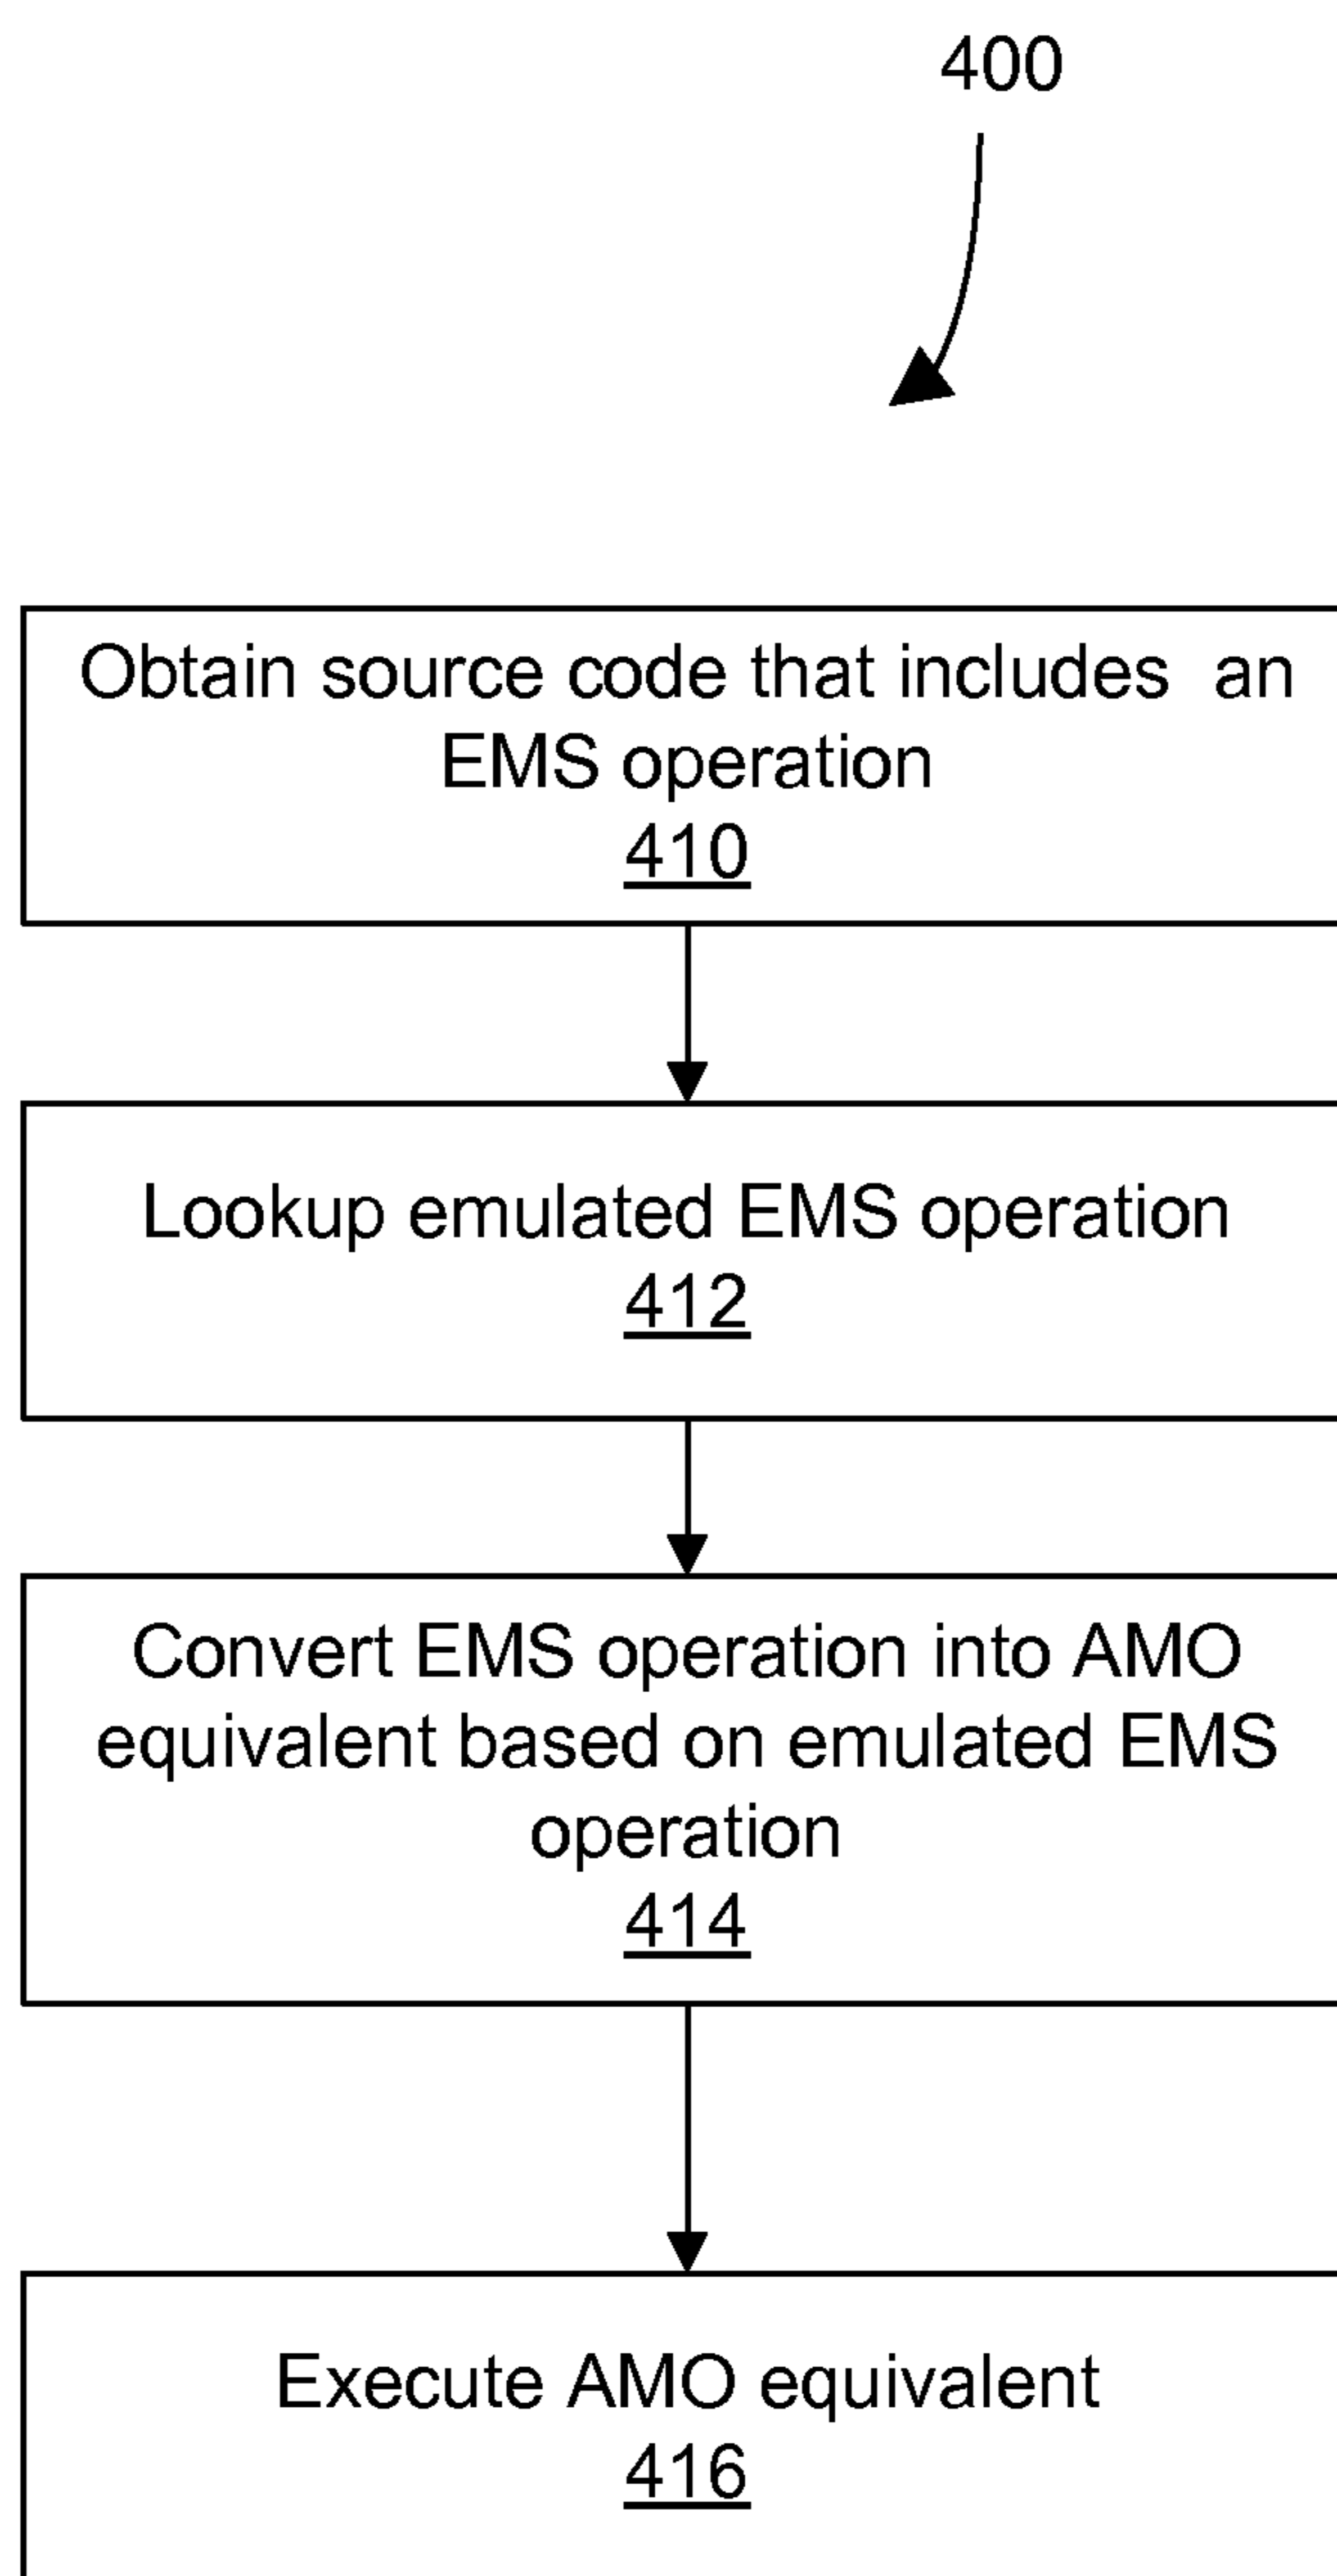 400
Obtain source code that includes an
EMS operation
410
Lookup emulated EMS operation
412
Convert EMS operation into AMO
equivalent based on emulated EMS
operation
414
Execute AMO equivalent
416